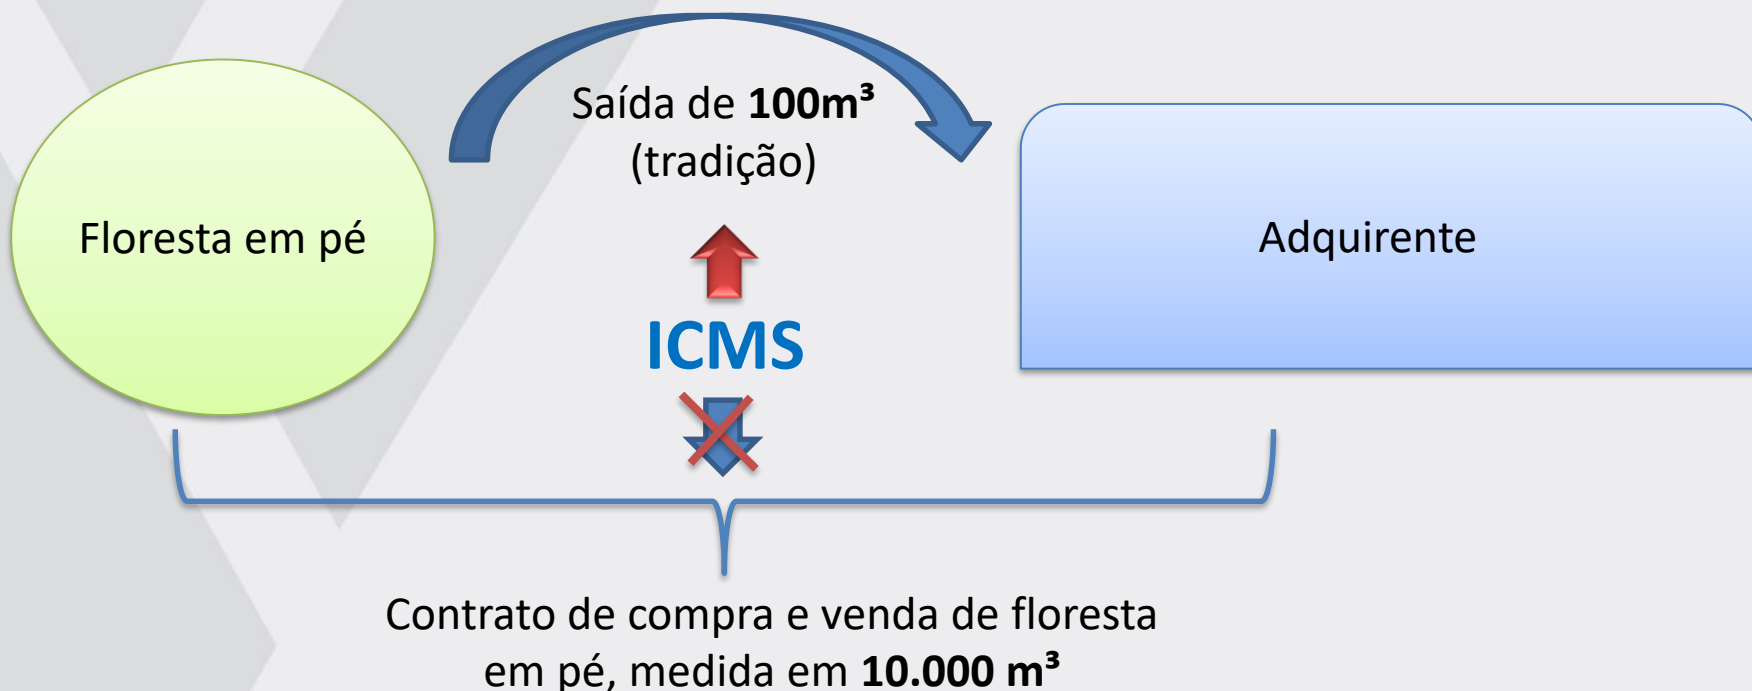 Saída de 100m³
(tradição)
Floresta em pé
Adquirente
ICMS
Contrato de compra e venda de floresta
em pé, medida em 10.000 m³